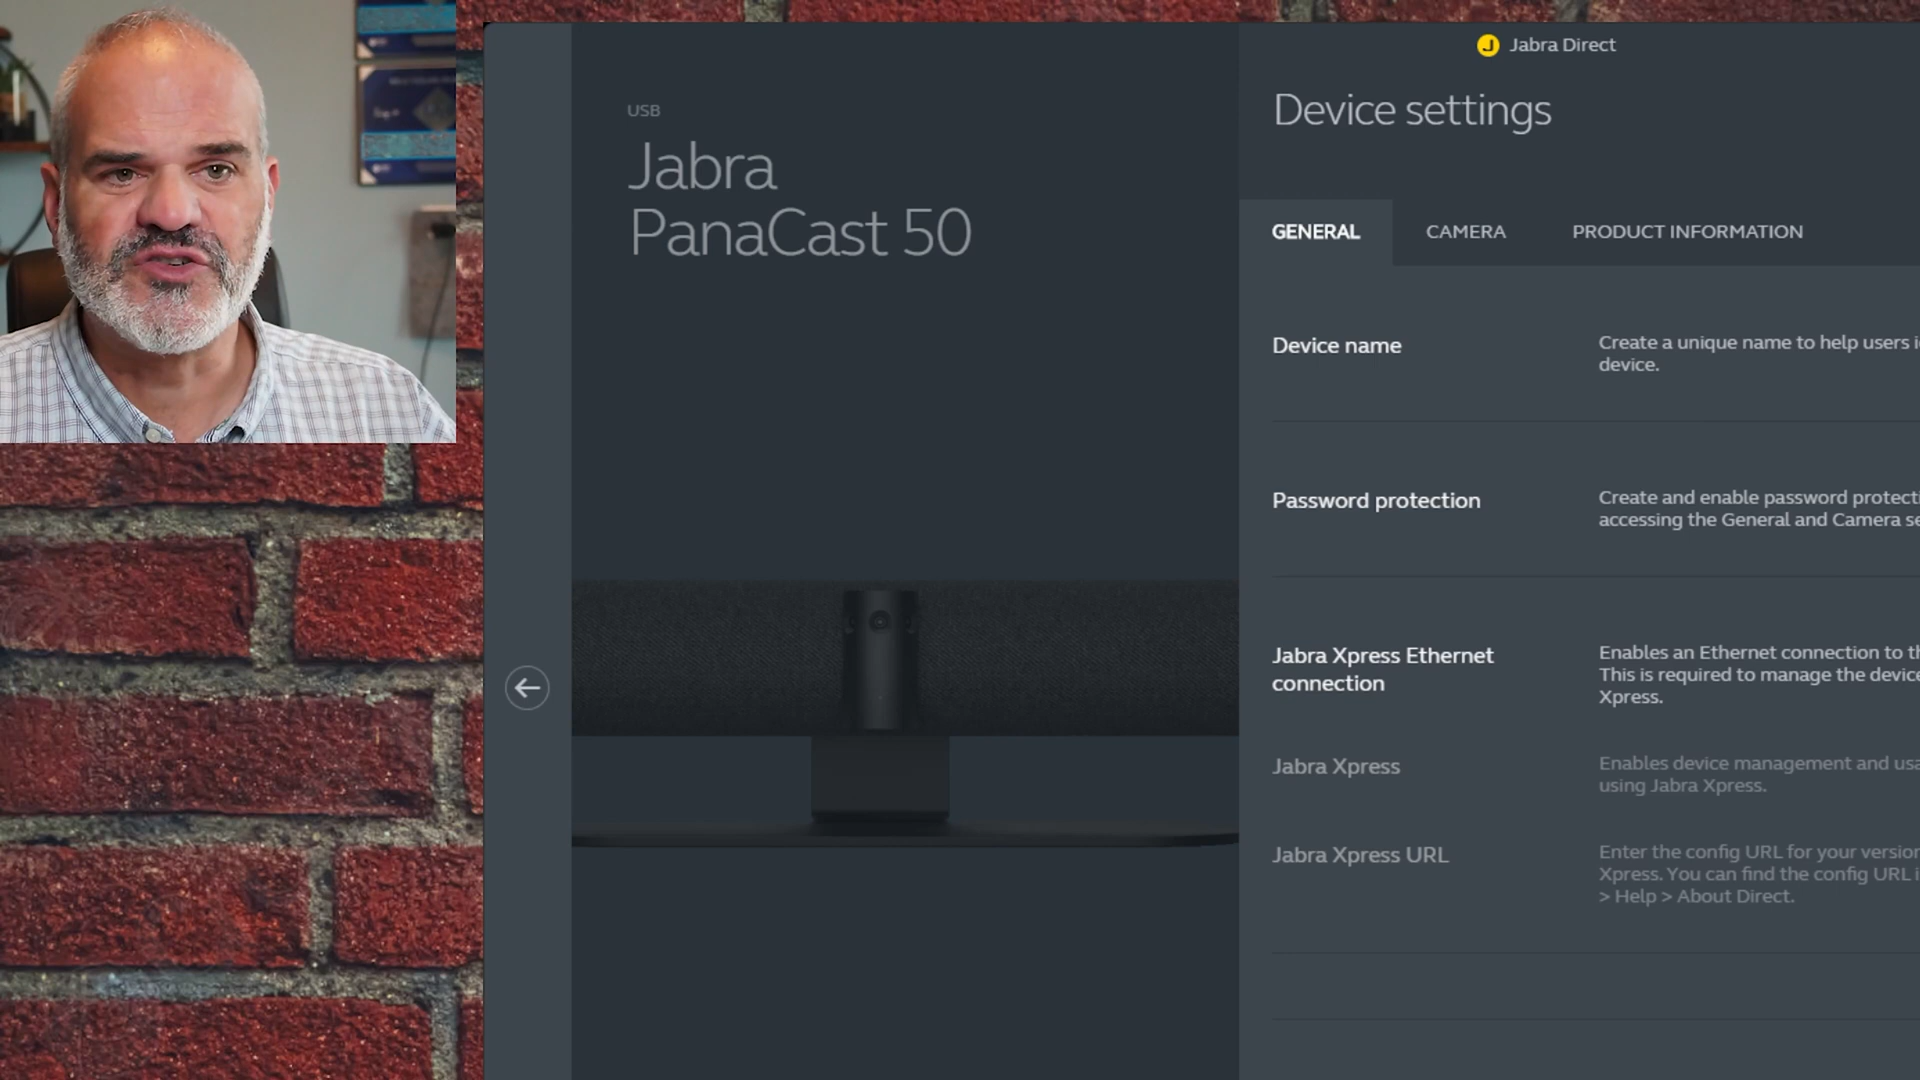 Jabra Direct
USB
Jabra
PanaCast 50
Device settings
GENERAL
CAMERA
PRODUCT INFORMATION
Device name
Create a unique name to help users
device.
Password protection
Create and enable password
accessing the General and Camera
Jabra Xpress Ethernet
connection
Enables an Ethernet connection to
This is required to manage the
Xpress.
Jabra Xpress
Enables device management and
using Jabra Xpress.
Jabra Xpress URL
Enter the config URL for your
Xpress. You can find the config URL
> Help > About Direct.